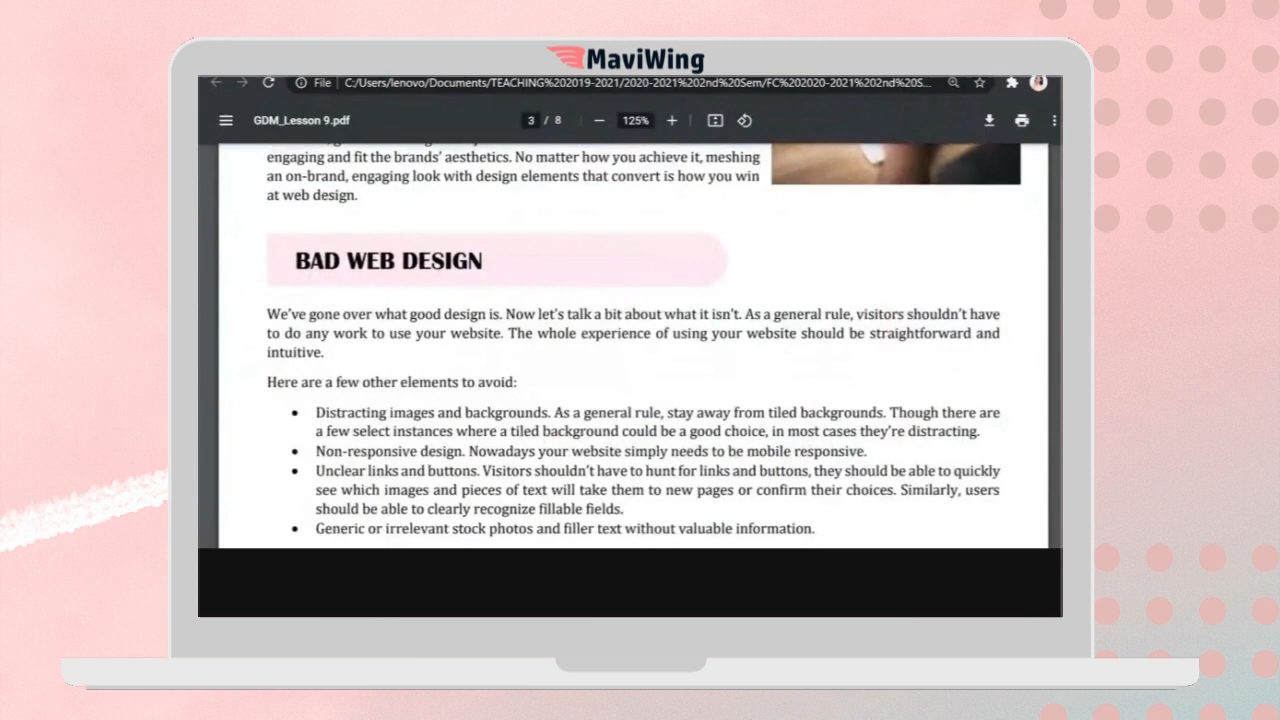 MaviWing
File C:/Users/lenovo/Documents/TEACHING%202019-2021/2020-2021%202nd%20Sem/FC%202020-2021%202nd%20S...
GDM_Lesson 9.pdf 3 / 8 125%
engaging and fit the brands’ aesthetics. No matter how you achieve it, meshing
an on-brand, engaging look with design elements that convert is how you win
at web design.
BAD WEB DESIGN
We’ve gone over what good design is. Now let’s talk a bit about what it isn’t. As a general rule, visitors shouldn’t have
to do any work to use your website. The whole experience of using your website should be straightforward and
intuitive.
Here are a few other elements to avoid:
• Distracting images and backgrounds. As a general rule, stay away from tiled backgrounds. Though there are
a few select instances where a tiled background could be a good choice, in most cases they’re distracting.
• Non-responsive design. Nowadays your website simply needs to be mobile responsive.
• Unclear links and buttons. Visitors shouldn’t have to hunt for links and buttons, they should be able to quickly
see which images and pieces of text will take them to new pages or confirm their choices. Similarly, users
should be able to clearly recognize fillable fields.
• Generic or irrelevant stock photos and filler text without valuable information.